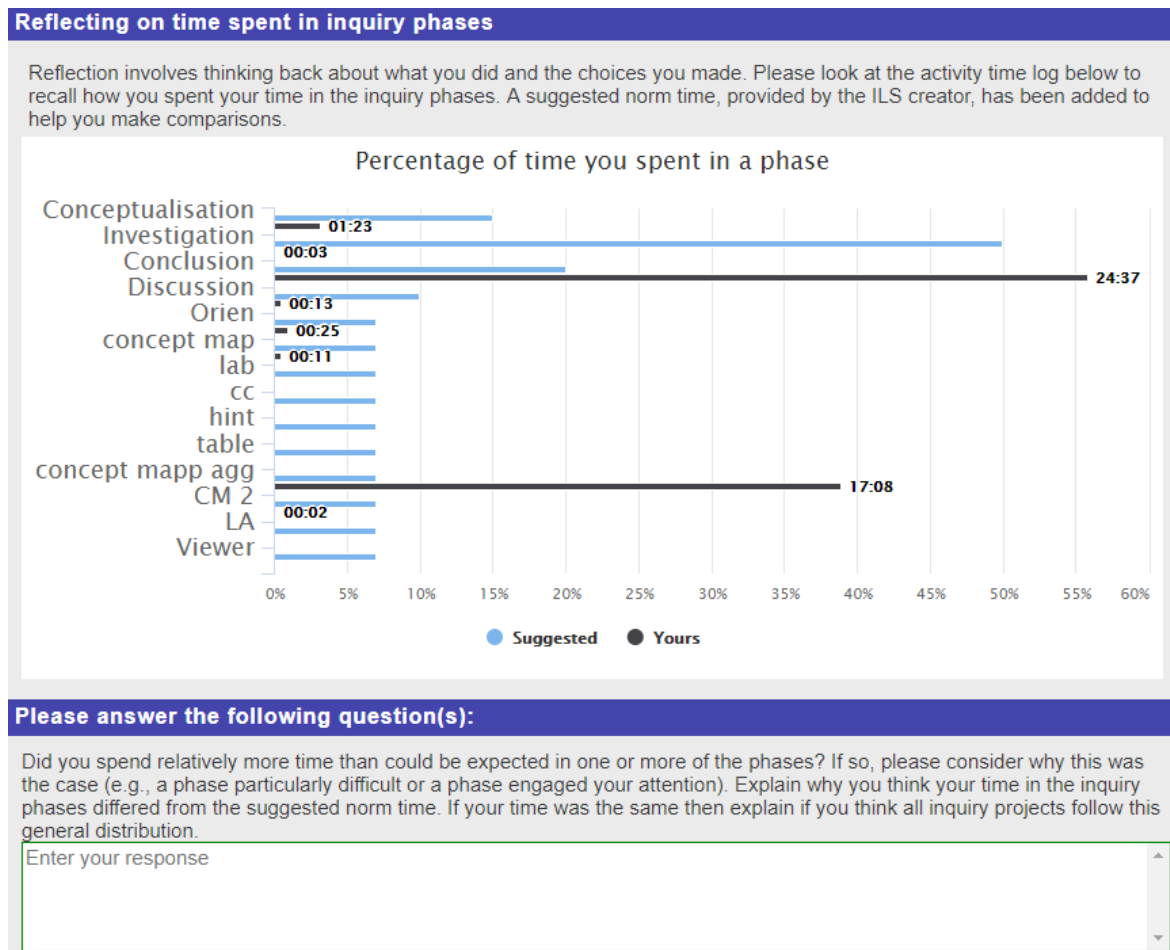 Reflecting on time spent in inquiry phases
Reflection involves thinking back about what you did and the choices you made. Please look at the activity time log below to
recall how you spent your time in the inquiry phases. A suggested norm time, provided by the ILS creator, has been added to
help you make comparisons.
Percentage of time you spent in a phase
Conceptualisation
01:23
Investigation
00:03
Conclusion
24:37
Discussion
00:13
Orien
00:25
concept map
00:11
lab
cc
hint
table
concept mapp agg
17:08
CM 2
00:02
LA
Viewer
0% 5% 10% 15% 20% 25% 30% 35% 40% 45% 50% 55% 60%
Suggested Yours
Please answer the following question(s):
Did you spend relatively more time than could be expected in one or more of the phases? If so, please consider why this was
the case (e.g., a phase particularly difficult or a phase engaged your attention). Explain why you think your time in the inquiry
phases differed from the suggested norm time. If your time was the same then explain if you think all inquiry projects follow this
general distribution.
Enter your response